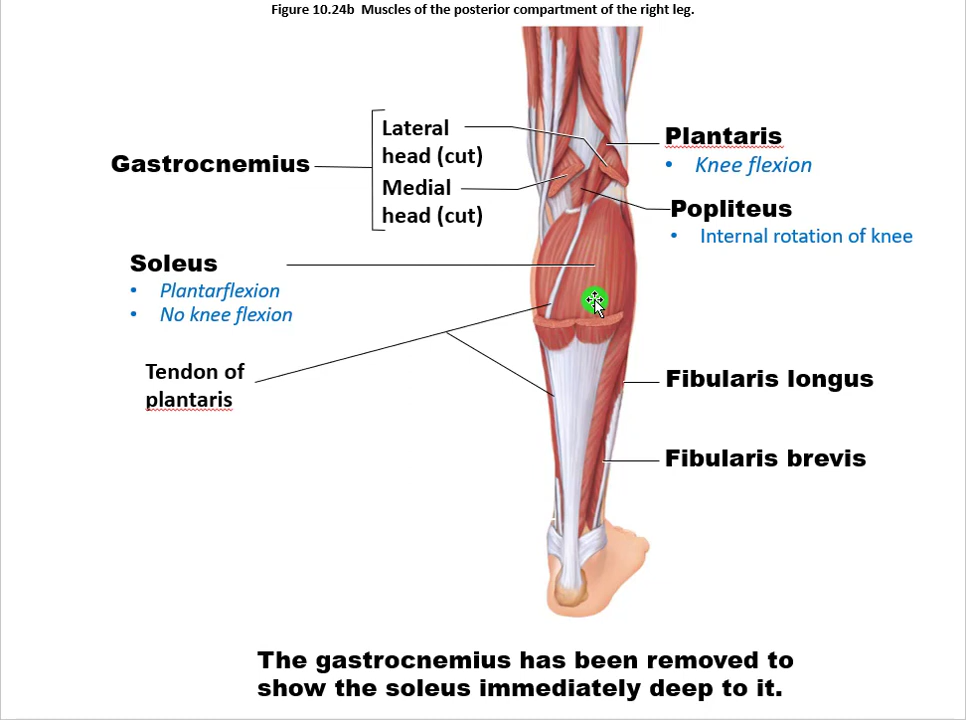 Figure 10.24b  Muscles of the posterior compartment of the right leg.
Gastrocnemius
Lateral
head (cut)
Medial
head (cut)
Plantaris
• Knee flexion
Popliteus
• Internal rotation of knee
Soleus
• Plantarflexion
• No knee flexion
Tendon of
plantaris
Fibularis longus
Fibularis brevis
The gastrocnemius has been removed to
show the soleus immediately deep to it.